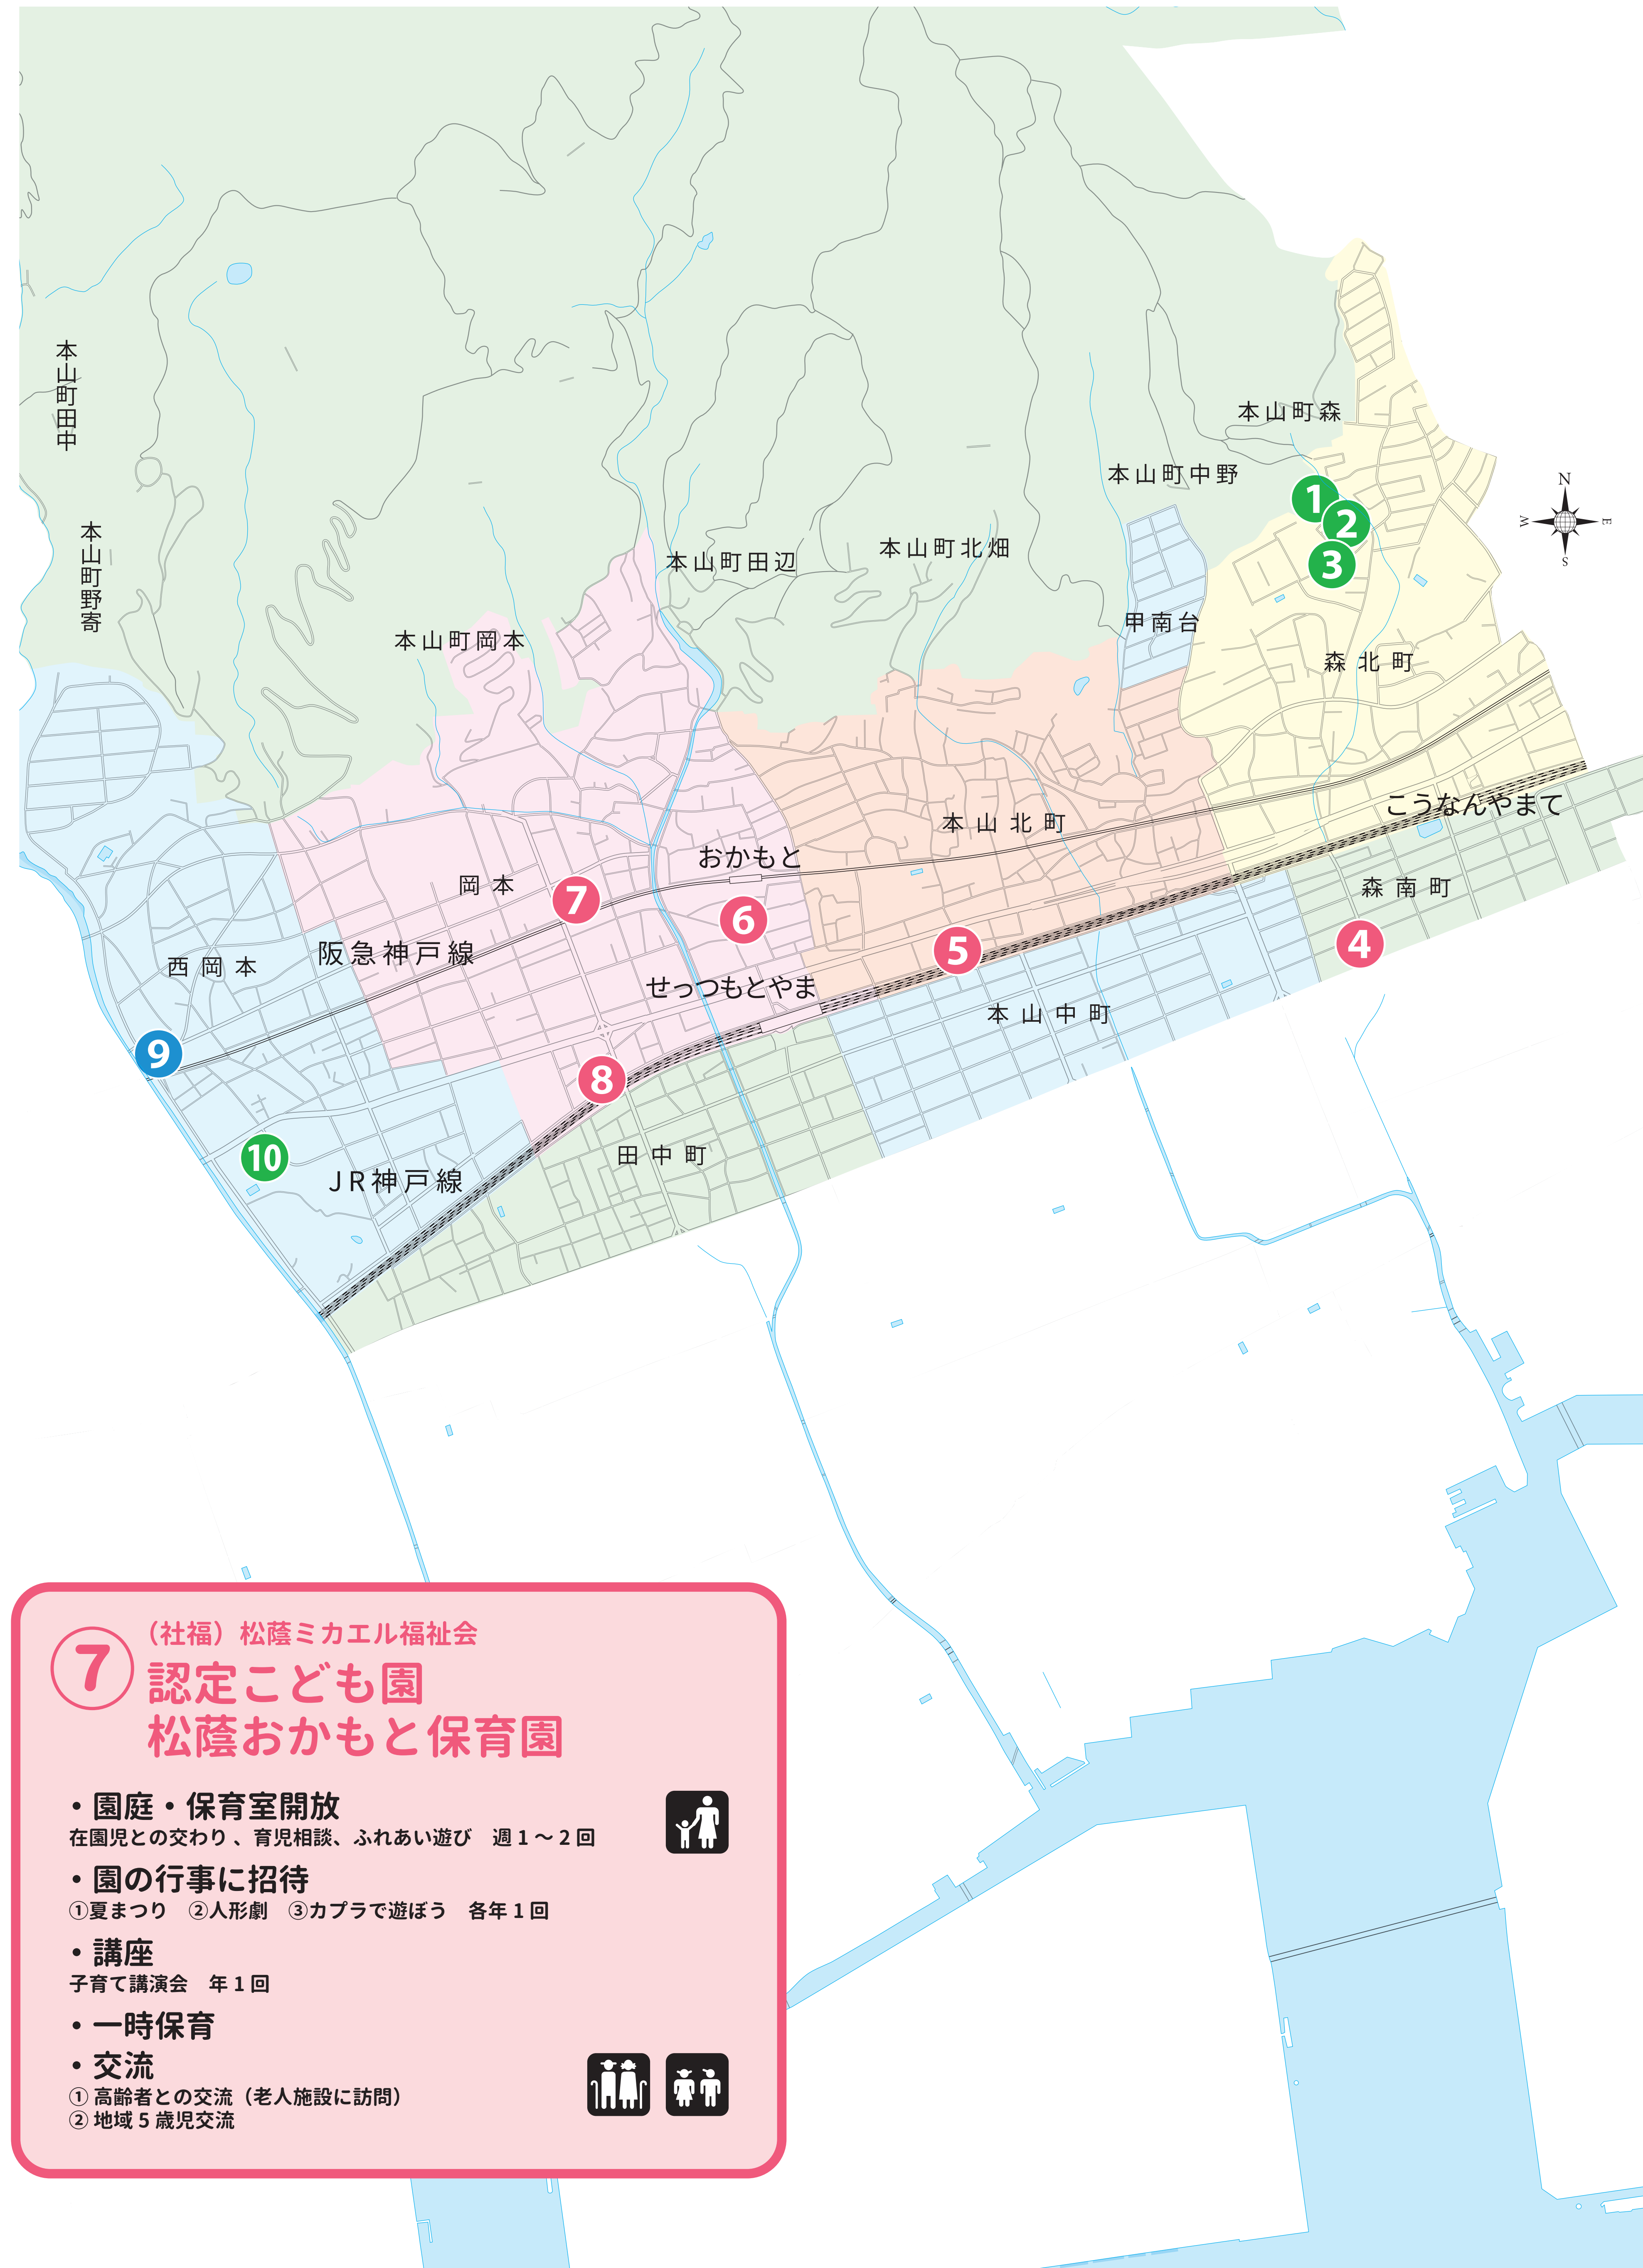 本山町田中
本山町野寄
本山町森
本山町中野
本山町北畑
本山町田辺
本山町岡本
甲南台
森北町
N
W
E
S
1
2
3
こうなんやまて
本山北町
おかもと
岡本
7
6
森南町
4
5
阪急神戸線
西岡本
せっつもとやま
本山中町
9
8
10
田中町
JR神戸線
7
（社福）松蔭ミカエル福祉会
認定こども園
松蔭おかもと保育園
・園庭・保育室開放
在園児との交わり、育児相談、ふれあい遊び　週1～2回
・園の行事に招待
①夏まつり　②人形劇　③カプラで遊ぼう　各年1回
・講座
子育て講演会　年1回
・一時保育
・交流
① 高齢者との交流（老人施設に訪問）
② 地域5歳児交流